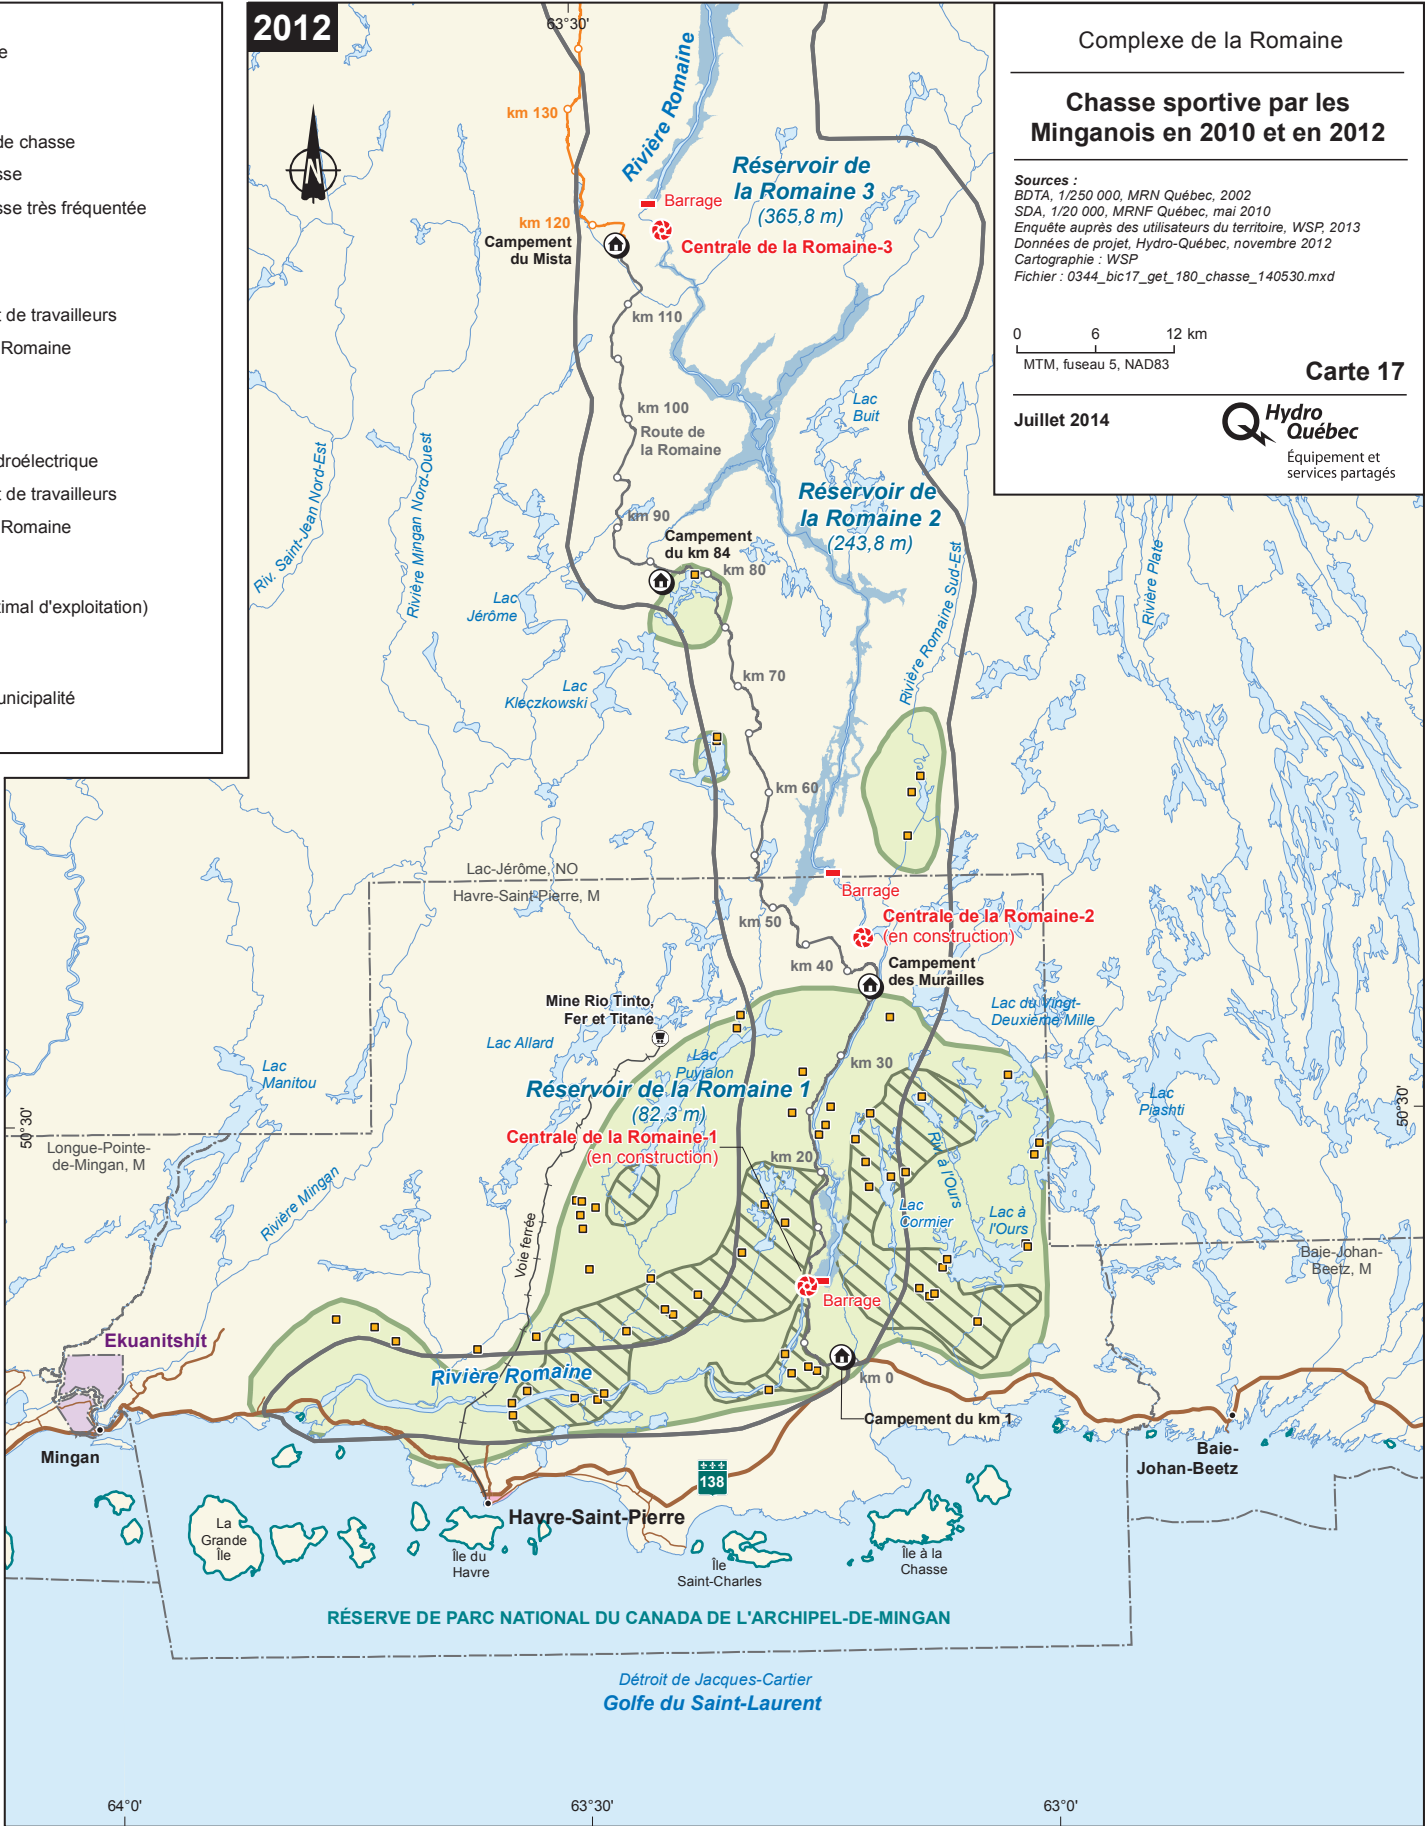 2012
63°30'
Complexe de la Romaine
Chasse sportive par les
Minganois en 2010 et en 2012
Sources :
BDTA, 1/250 000, MRN Québec, 2002
SDA, 1/20 000, MRNF Québec, mai 2010
Enquête auprès des utilisateurs du territoire, WSP, 2013
Données de projet, Hydro-Québec, novembre 2012
Cartographie : WSP
Fichier : 0344_bic17_get_180_chasse_140530.mxd
0 6 12 km
MTM, fuseau 5, NAD83
Carte 17
Juillet 2014
Hydro
Québec
Équipement et
services partagés
de chasse
sse
sse très fréquentée
t de travailleurs
Romaine
droélectrique
t de travailleurs
Romaine
ximal d'exploitation)
unicipalité
N
km 130
Rivière Romaine
Réservoir de
la Romaine 3
(365,8 m)
Barrage
km 120
Campement
du Mista
Centrale de la Romaine-3
km 110
km 100
Route de
la Romaine
Lac
Buit
Riv. Saint-Jean Nord-Est
Rivière Mingan Nord-Ouest
Réservoir de
la Romaine 2
(243,8 m)
km 90
Campement
du km 84
km 80
Lac
Jérôme
Rivière Romaine Sud-Est
Rivière Plate
km 70
Lac
Kleczkowski
km 60
Lac-Jérôme, NO
Havre-Saint-Pierre, M
Barrage
km 50
Centrale de la Romaine-2
(en construction)
km 40
Campement
des Murailles
Mine Rio Tinto,
Fer et Titane
Lac du Vingt-
Deuxième Mille
Lac Allard
Lac
Puyjalon
km 30
Lac
Manitou
Réservoir de la Romaine 1
(82,3 m)
Lac
Piashti
50°30'
50°30'
Centrale de la Romaine-1
(en construction)
Longue-Pointe-
de-Mingan, M
km 20
Riv. à l'Ours
Rivière Mingan
Lac
Cormier
Lac à
l'Ours
Voie ferrée
Baie-Johan-
Beetz, M
Barrage
Ekuanitshit
Rivière Romaine
km 0
Campement du km 1
Mingan
Baie-
Johan-Beetz
138
Havre-Saint-Pierre
La
Grande
Île
Île du
Havre
Île
Saint-Charles
Île à la
Chasse
RÉSERVE DE PARC NATIONAL DU CANADA DE L'ARCHIPEL-DE-MINGAN
Détroit de Jacques-Cartier
Golfe du Saint-Laurent
64°0'
63°30'
63°0'